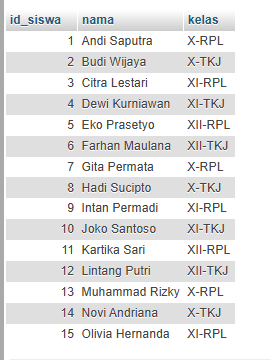 id_siswa nama kelas
1 Andi Saputra X-RPL
2 Budi Wijaya X-TKJ
3 Citra Lestari XI-RPL
4 Dewi Kurniawan XI-TKJ
5 Eko Prasetyo XII-RPL
6 Farhan Maulana XII-TKJ
7 Gita Permata X-RPL
8 Hadi Sucipto X-TKJ
9 Intan Permadi XI-RPL
10 Joko Santoso XI-TKJ
11 Kartika Sari XII-RPL
12 Lintang Putri XII-TKJ
13 Muhammad Rizky X-RPL
14 Novi Andriana X-TKJ
15 Olivia Hernanda XI-RPL